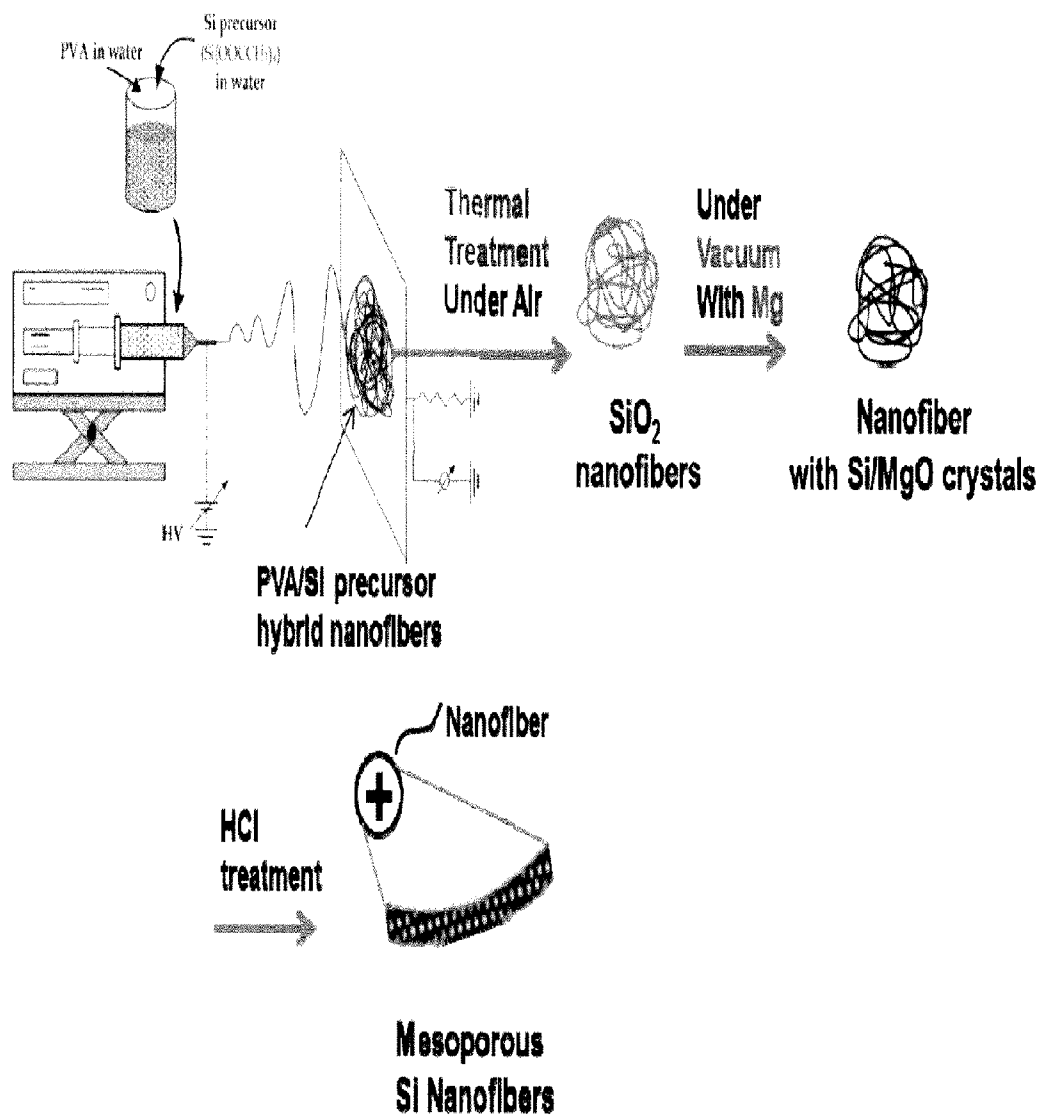 Si precursor
PVA in water
in water
Thermal
Treatment
Under Air
Under
Vacuum
With Mg
SiO2
nanofibers
Nanofiber
with Si/MgO crystals
HV
PVA/Si precursor
hybrid nanofibers
Nanofiber
HCl
treatment
Mesoporous
Si Nanofibers